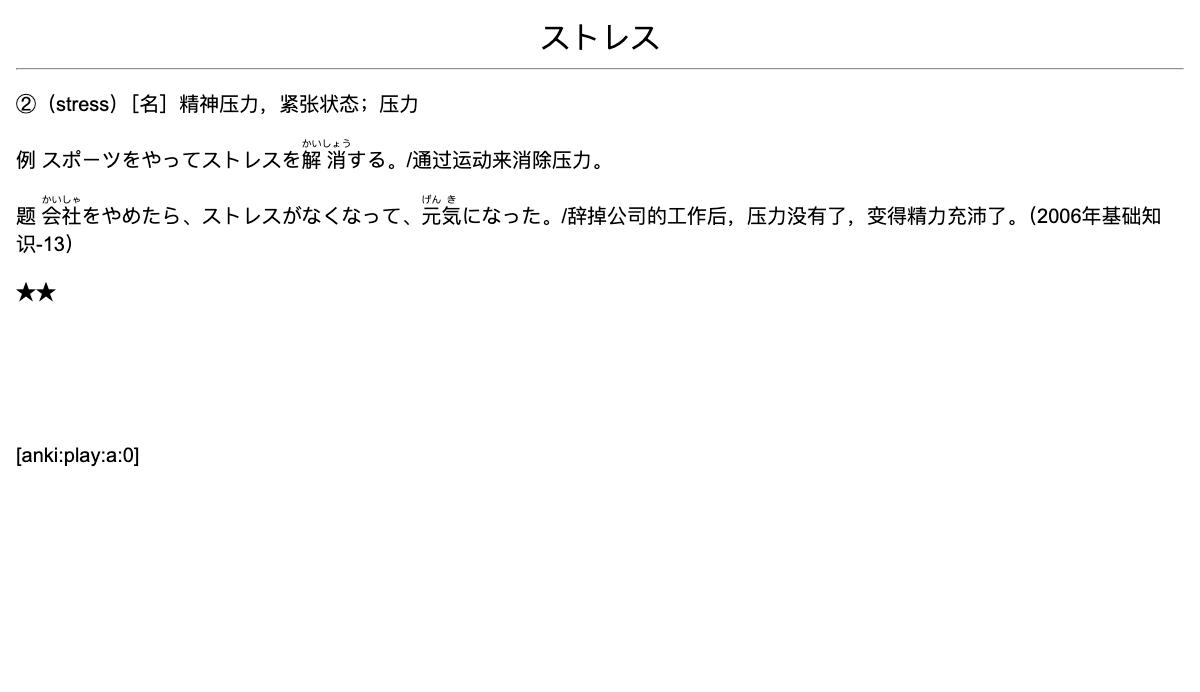 ストレス
②（stress）［名］精神压力，紧张状态；压力
かいしょう
例 スポーツをやってストレスを解消する。/通过运动来消除压力。
かいしゃ げん き
题 会社をやめたら、ストレスがなくなって、元気になった。/辞掉公司的工作后，压力没有了，变得精力充沛了。（2006年基础知
识-13）
★★
[anki:play:a:0]